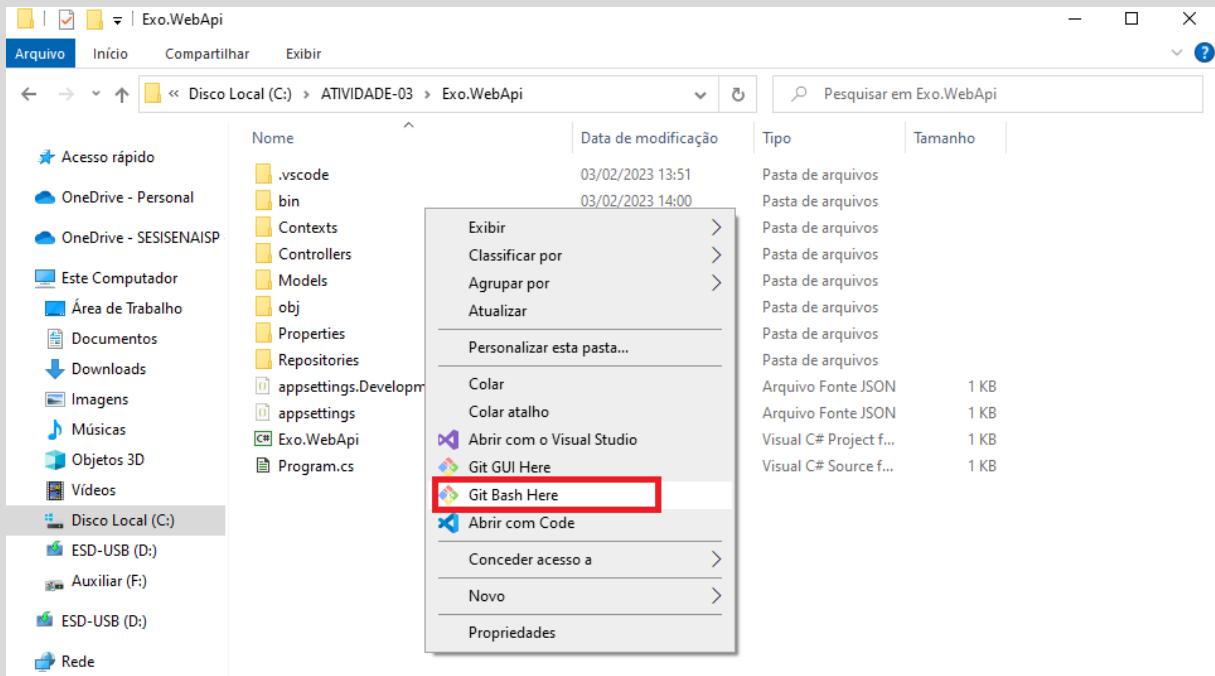 Exo.WebApi
Arquivo Início Compartilhar Exibir
« Disco Local (C:) › ATIVIDADE-03 › Exo.WebApi Pesquisar em Exo.WebApi
Nome Data de modificação Tipo Tamanho
Acesso rápido
OneDrive - Personal
OneDrive - SESISENAISP
Este Computador
Área de Trabalho
Documentos
Downloads
Imagens
Músicas
Objetos 3D
Vídeos
Disco Local (C:)
ESD-USB (D:)
Auxiliar (F:)
ESD-USB (D:)
Rede
.vscode 03/02/2023 13:51 Pasta de arquivos
bin 03/02/2023 14:00 Pasta de arquivos
Contexts Pasta de arquivos
Controllers Pasta de arquivos
Models Pasta de arquivos
obj Pasta de arquivos
Properties Pasta de arquivos
Repositories Pasta de arquivos
appsettings.Developm Arquivo Fonte JSON 1 KB
appsettings Arquivo Fonte JSON 1 KB
Exo.WebApi Visual C# Project f... 1 KB
Program.cs Visual C# Source f... 1 KB
Exibir
Classificar por
Agrupar por
Atualizar
Personalizar esta pasta...
Colar
Colar atalho
Abrir com o Visual Studio
Git GUI Here
Git Bash Here
Abrir com Code
Conceder acesso a
Novo
Propriedades